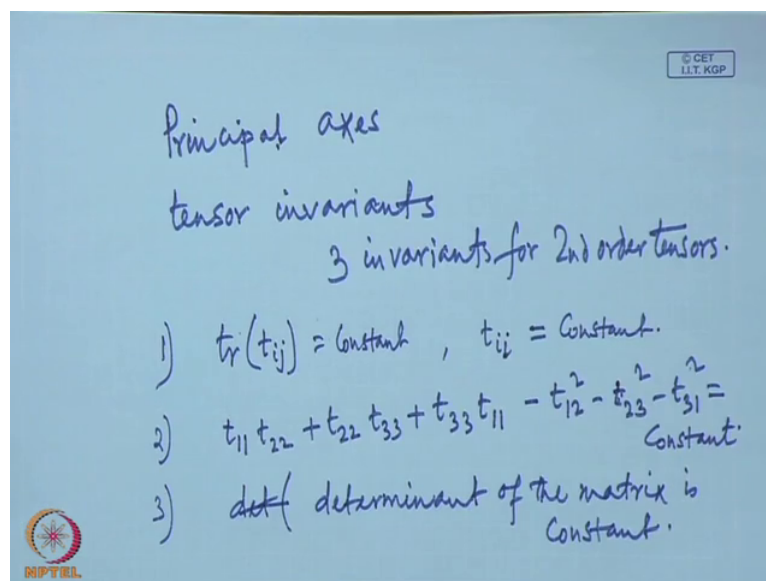 © CET
I.I.T. KGP
Principal axes
tensor invariants
3 invariants for 2nd order Tensors.
1) tr(tij) = Constant , tii = Constant.
2) t11 t22 + t22 t33 + t33 t11 - t12² - t23² - t31² =
Constant.
3) det( determinant of the matrix is
Constant.
NPTEL